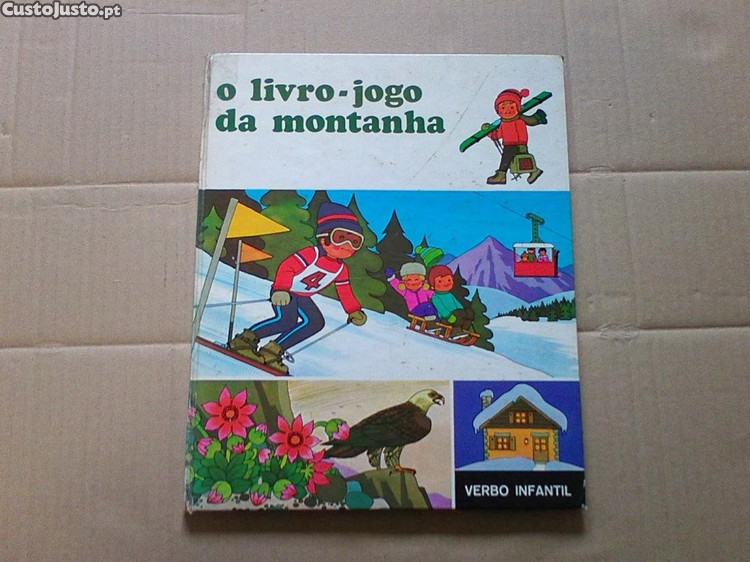 CustoJusto.pt
o livro-jogo
da montanha
4
VERBO INFANTIL